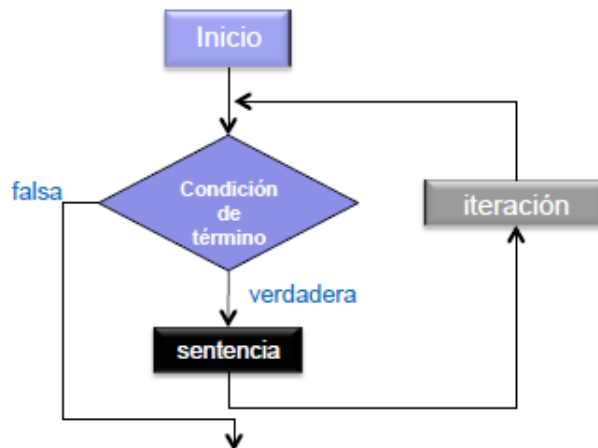 Inicio
falsa
Condición
de
término
iteración
verdadera
sentencia